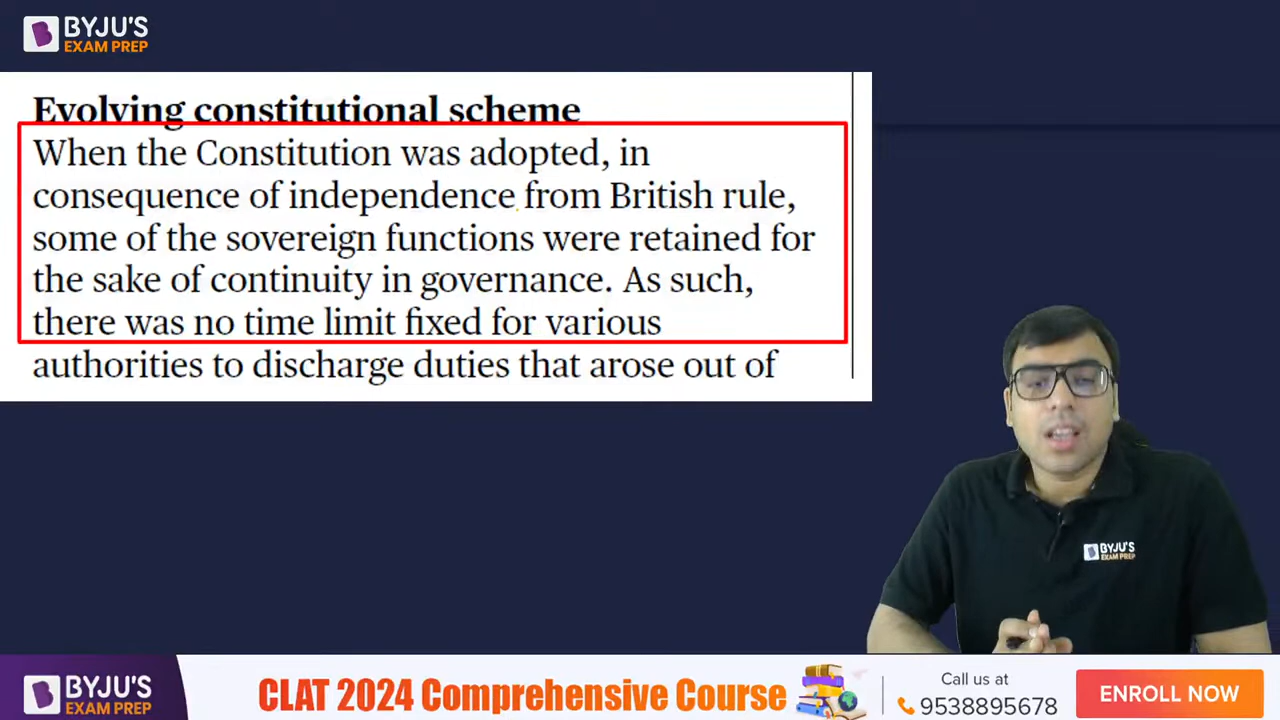 BYJU'S
EXAM PREP
Evolving constitutional scheme
When the Constitution was adopted, in
consequence of independence from British rule,
some of the sovereign functions were retained for
the sake of continuity in governance. As such,
there was no time limit fixed for various
authorities to discharge duties that arose out of
BYJU'S
EXAM PREP
BYJU'S
EXAM PREP
CLAT 2024 Comprehensive Course
Call us at
9538895678
ENROLL NOW